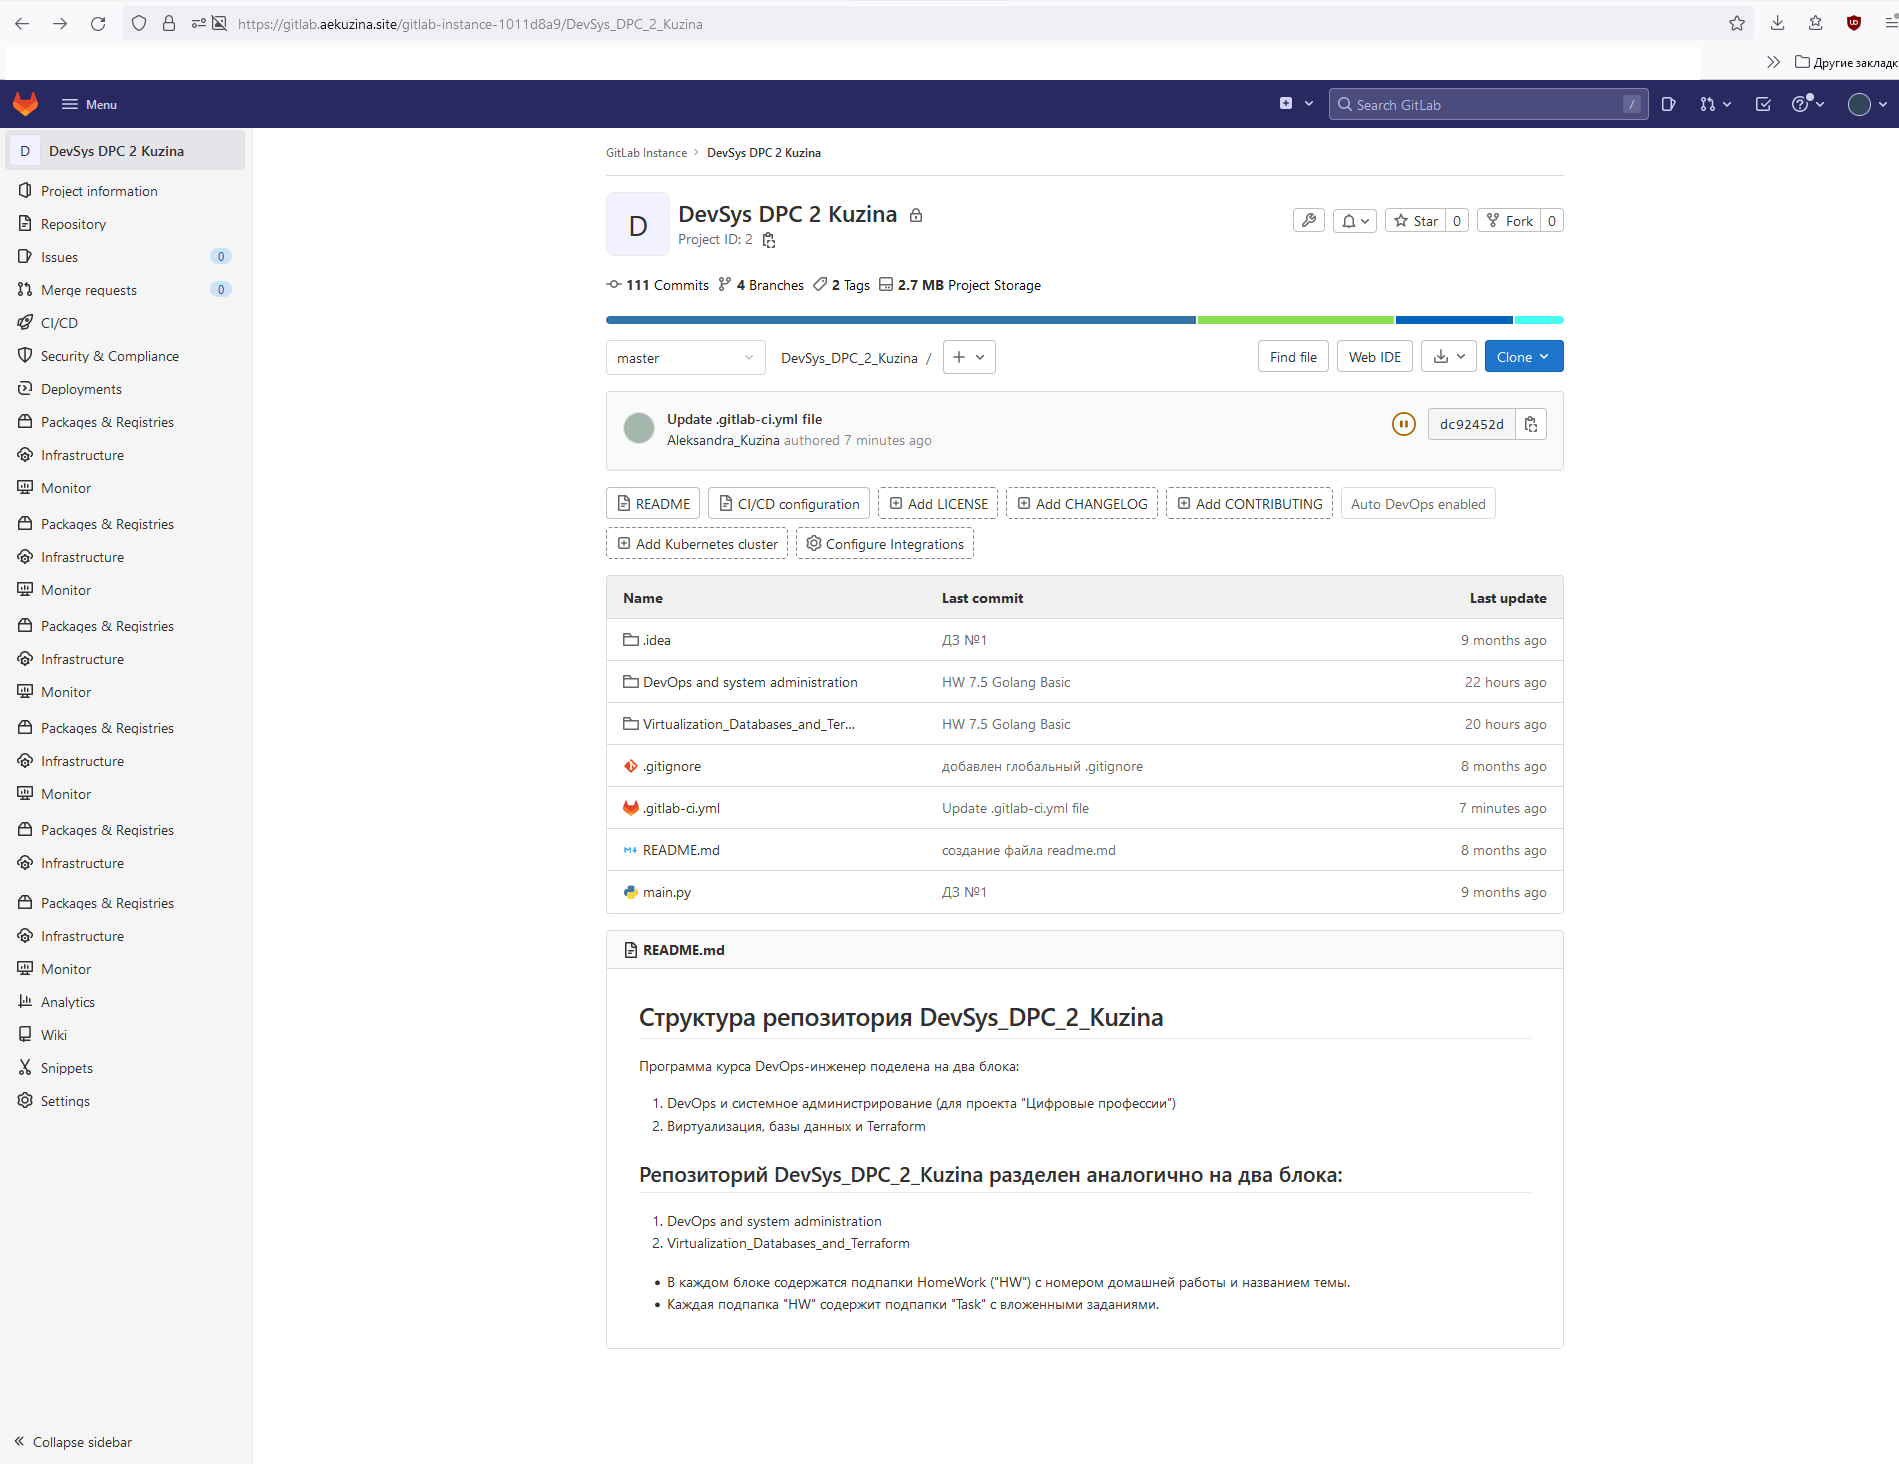 https://gitlab.aekuzina.site/gitlab-instance-1011d8a9/DevSys_DPC_2_Kuzina
Другие закладк
Menu
Search GitLab
/
D DevSys DPC 2 Kuzina
Project information
Repository
Issues 0
Merge requests 0
CI/CD
Security & Compliance
Deployments
Packages & Registries
Infrastructure
Monitor
Packages & Registries
Infrastructure
Monitor
Packages & Registries
Infrastructure
Monitor
Packages & Registries
Infrastructure
Monitor
Packages & Registries
Infrastructure
Packages & Registries
Infrastructure
Monitor
Analytics
Wiki
Snippets
Settings
Collapse sidebar
GitLab Instance › DevSys DPC 2 Kuzina
D
DevSys DPC 2 Kuzina
Project ID: 2
Star 0
Fork 0
111 Commits 4 Branches 2 Tags 2.7 MB Project Storage
master
DevSys_DPC_2_Kuzina /
Find file
Web IDE
Clone
Update .gitlab-ci.yml file
Aleksandra_Kuzina authored 7 minutes ago
dc92452d
README
CI/CD configuration
Add LICENSE
Add CHANGELOG
Add CONTRIBUTING
Auto DevOps enabled
Add Kubernetes cluster
Configure Integrations
Name Last commit Last update
.idea ДЗ №1 9 months ago
DevOps and system administration HW 7.5 Golang Basic 22 hours ago
Virtualization_Databases_and_Ter... HW 7.5 Golang Basic 20 hours ago
.gitignore добавлен глобальный .gitignore 8 months ago
.gitlab-ci.yml Update .gitlab-ci.yml file 7 minutes ago
README.md создание файла readme.md 8 months ago
main.py ДЗ №1 9 months ago
README.md
Структура репозитория DevSys_DPC_2_Kuzina
Программа курса DevOps-инженер поделена на два блока:
1. DevOps и системное администрирование (для проекта "Цифровые профессии")
2. Виртуализация, базы данных и Terraform
Репозиторий DevSys_DPC_2_Kuzina разделен аналогично на два блока:
1. DevOps and system administration
2. Virtualization_Databases_and_Terraform
• В каждом блоке содержатся подпапки HomeWork ("HW") с номером домашней работы и названием темы.
• Каждая подпапка "HW" содержит подпапки "Task" с вложенными заданиями.